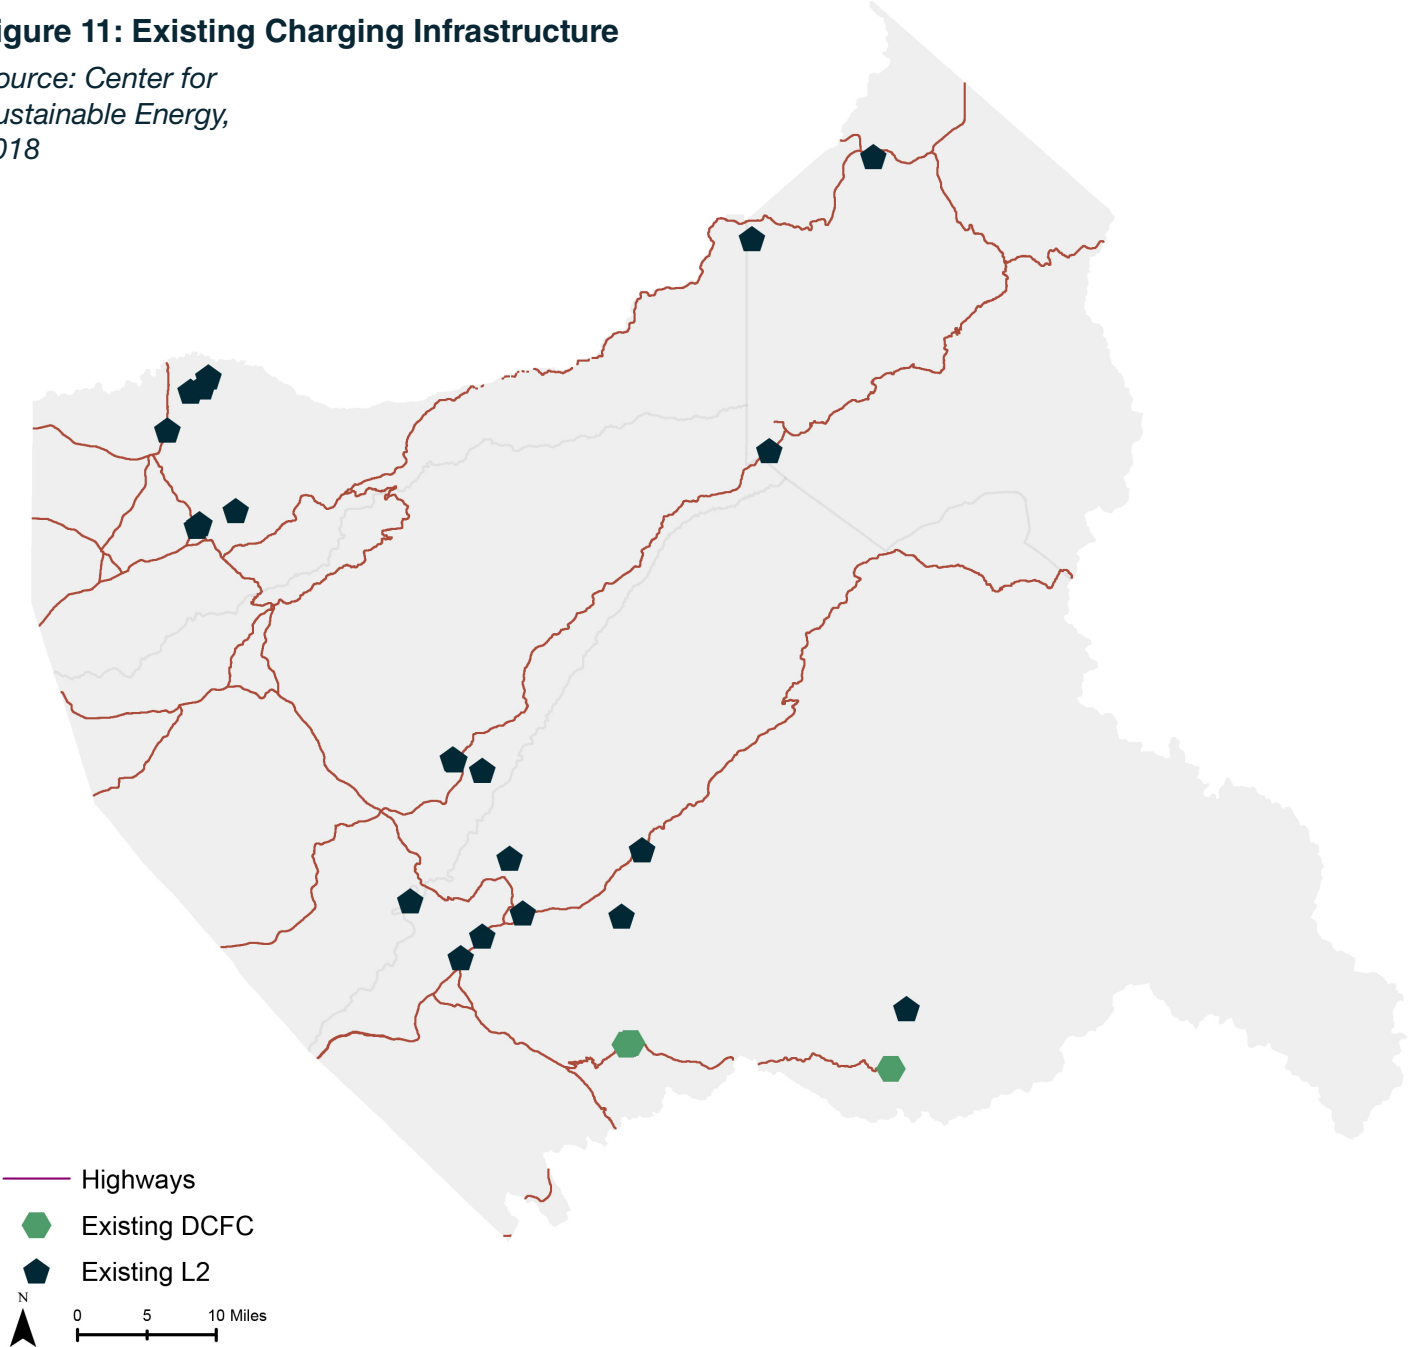 igure 11: Existing Charging Infrastructure
ource: Center for
ustainable Energy,
018
Highways
Existing DCFC
Existing L2
N
0 5 10 Miles